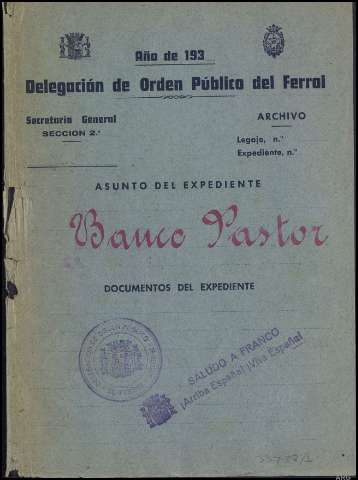 Año de 193
Delegación de Orden Público del Ferrol
Secretaría General
SECCION 2.ª
ARCHIVO
Legajo, n.º
Expediente, n.º
ASUNTO DEL EXPEDIENTE
Banco Pastor
DOCUMENTOS DEL EXPEDIENTE
SALUDO A FRANCO
¡Arriba España! ¡Viva España!